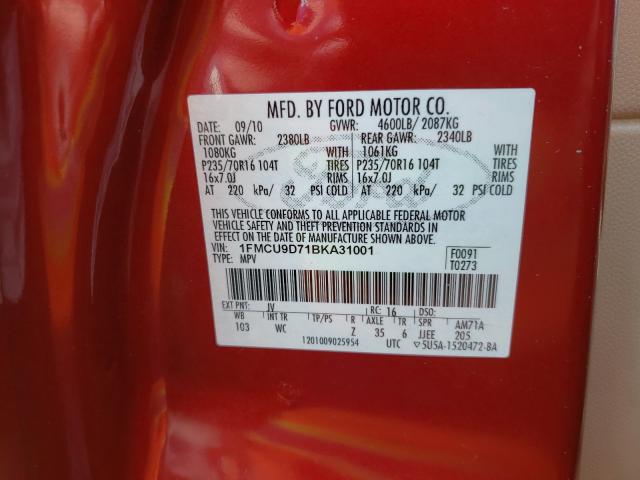 MFD. BY FORD MOTOR CO.
DATE: 09/10 GVWR: 4600LB/ 2087KG
FRONT GAWR: 2380LB REAR GAWR: 2340LB
1080KG WITH 1061KG WITH
P235/70R16 104T TIRES P235/70R16 104T TIRES
16x7.0J RIMS 16x7.0J RIMS
AT 220 kPa/ 32 PSI COLD AT 220 kPa/ 32 PSI COLD
Ford
THIS VEHICLE CONFORMS TO ALL APPLICABLE FEDERAL MOTOR
VEHICLE SAFETY AND THEFT PREVENTION STANDARDS IN
EFFECT ON THE DATE OF MANUFACTURE SHOWN ABOVE.
VIN: 1FMCU9D71BKA31001 F0091
TYPE: MPV T0273
EXT PNT: JV RC: 16 DSO:
WB INT TR TP/PS R AXLE TR SPR AM71A
103 WC Z 35 6 JJEE 205
1201009025954 UTC ▽5U5A-1520472-BA